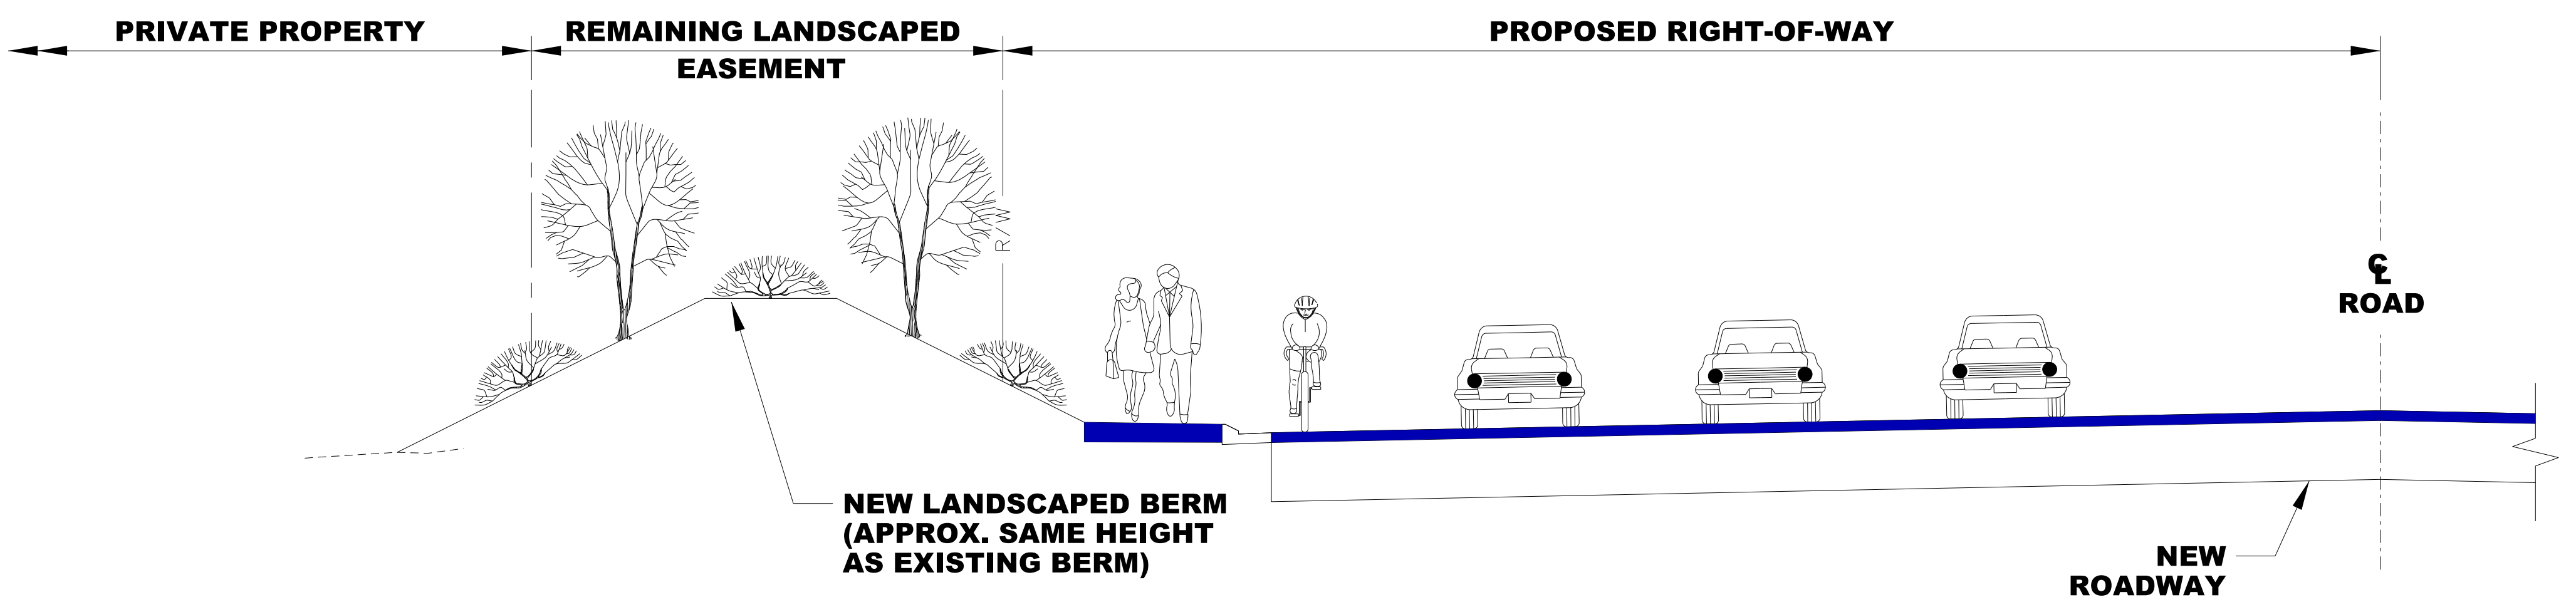 PRIVATE PROPERTY
REMAINING LANDSCAPED
EASEMENT
PROPOSED RIGHT-OF-WAY
R/W
℄
ROAD
NEW LANDSCAPED BERM
(APPROX. SAME HEIGHT
AS EXISTING BERM)
NEW
ROADWAY